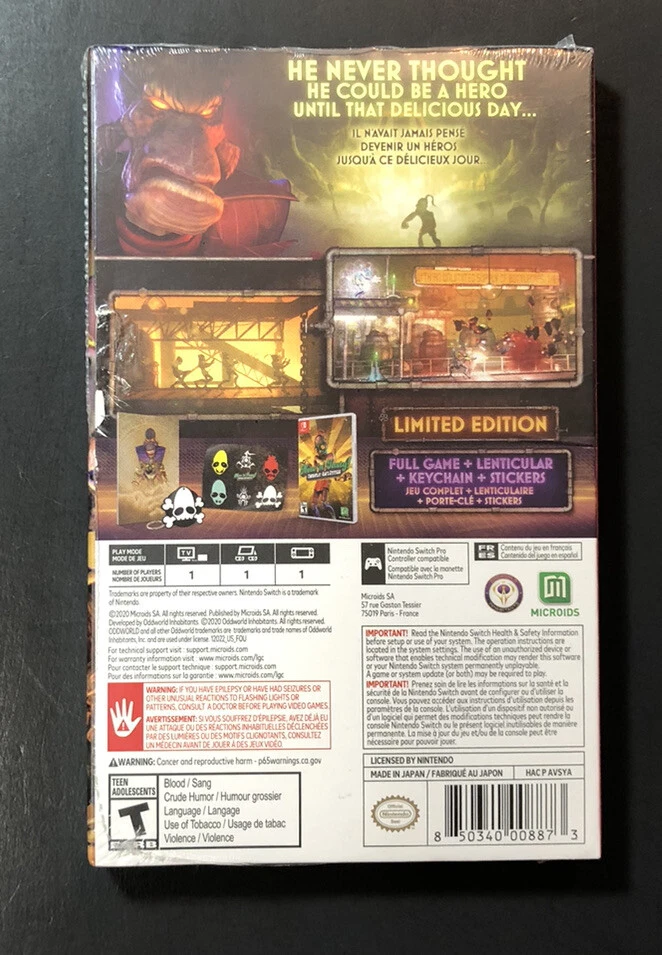 HE NEVER THOUGHT
HE COULD BE A HERO
UNTIL THAT DELICIOUS DAY...
IL N'AVAIT JAMAIS PENSE
DEVENIR UN HÉROS
JUSQU'À CE DÉLICIEUX JOUR
LIMITED EDITION
FULL GAME + LENTICULAR
+ KEYCHAIN + STICKERS
JEU COMPLET + LENTICULAIRE
+ PORTE-CLÉ + STICKERS
PLAY MODE
MODE DE JEU
TV
NUMBER OF PLAYERS
NOMBRE DE JOUEURS
1 1 1
Nintendo Switch Pro
Controller compatible
Compatible avec la manette
Nintendo Switch Pro
FR
ES
Contenu du jeu en français
Contenido del juego en español
Trademarks are property of their respective owners. Nintendo Switch is a trademark
of Nintendo.
©2020 Microids SA. All rights reserved. Published by Microids SA. All rights reserved.
Developed by Oddworld Inhabitants. ©2020 Oddworld Inhabitants. All rights reserved.
ODDWORLD and all other Oddworld trademarks are trademarks and trade names of Oddworld
Inhabitants, Inc. and are used under license. 12022_US_FOU
For technical support visit : support.microids.com
For warranty information visit : www.microids.com/lgc
Pour contacter le support technique : support.microids.com
Pour des informations sur la garantie : www.microids.com/lgc
Microids SA
57 rue Gaston Tessier
75019 Paris - France
MICROIDS
IMPORTANT! Read the Nintendo Switch Health & Safety Information
before setup or use of your system. The operation instructions are
located in the system settings. The use of an unauthorized device or
software that enables technical modification may render this software
or your Nintendo Switch system permanently unplayable.
A game or system update (or both) may be required to play.
IMPORTANT! Prenez soin de lire les informations sur la santé et la
sécurité de la Nintendo Switch avant de configurer ou d'utiliser la
console. Vous pouvez accéder aux instructions d'utilisation depuis les
paramètres de la console. L'utilisation d'un dispositif non autorisé ou
d'un logiciel qui permet des modifications techniques peut rendre la
console Nintendo Switch ou le présent logiciel inutilisables de manière
permanente. La mise à jour du jeu et/ou de la console peut être
nécessaire pour pouvoir jouer.
WARNING: IF YOU HAVE EPILEPSY OR HAVE HAD SEIZURES OR
OTHER UNUSUAL REACTIONS TO FLASHING LIGHTS OR
PATTERNS, CONSULT A DOCTOR BEFORE PLAYING VIDEO GAMES.
AVERTISSEMENT: SI VOUS SOUFFREZ D'ÉPILEPSIE, AVEZ DÉJÀ EU
UNE ATTAQUE OU DES RÉACTIONS INHABITUELLES DÉCLENCHÉES
PAR DES LUMIÈRES OU DES MOTIFS CLIGNOTANTS, CONSULTEZ
UN MÉDECIN AVANT DE JOUER À DES JEUX VIDÉO.
WARNING: Cancer and reproductive harm - p65warnings.ca.gov
TEEN
ADOLESCENTS
T
ESRB
Blood / Sang
Crude Humor / Humour grossier
Language / Langage
Use of Tobacco / Usage de tabac
Violence / Violence
LICENSED BY NINTENDO
MADE IN JAPAN / FABRIQUÉ AU JAPON
HAC P AVSYA
Official
Nintendo
Seal
8 50340 00887 3